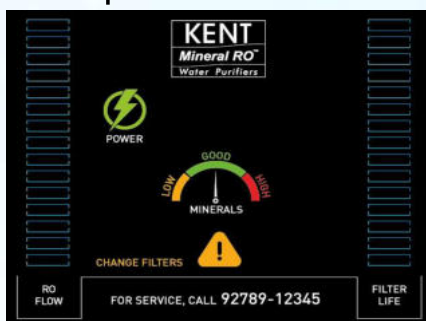 KENT
Mineral RO™
Water Purifiers
POWER
GOOD
LOW
HIGH
MINERALS
CHANGE FILTERS
!
RO
FLOW
FOR SERVICE, CALL 92789-12345
FILTER
LIFE